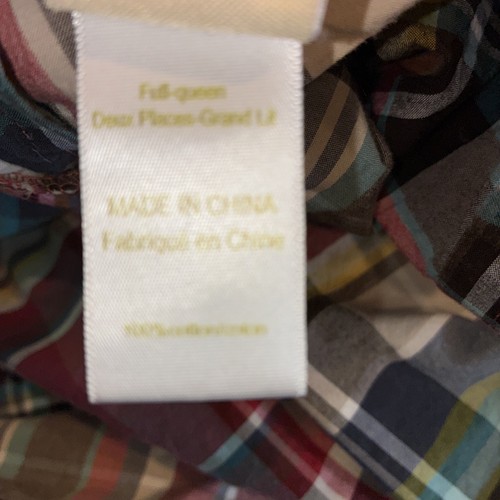 Full-queen
Deux Places-Grand Lit
MADE IN CHINA
Fabriqué en Chine
100% cotton/coton